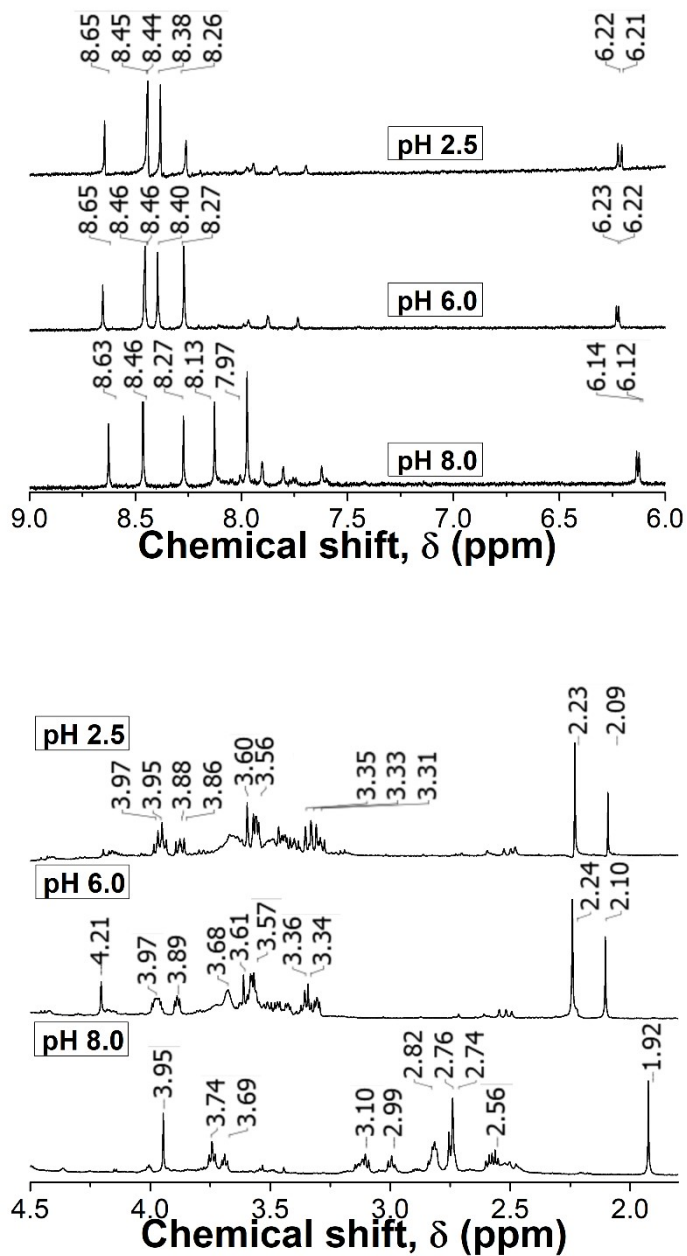 8.65 8.45 8.44 8.38 8.26 6.22 6.21
pH 2.5
8.65 8.46 8.46 8.40 8.27 6.23 6.22
pH 6.0
8.63 8.46 8.27 8.13 7.97 6.14 6.12
pH 8.0
9.0 8.5 8.0 7.5 7.0 6.5 6.0
Chemical shift, δ (ppm)
pH 2.5
3.97 3.95 3.88 3.86 3.60 3.56 3.35 3.33 3.31 2.23 2.09
pH 6.0
4.21 3.97 3.89 3.68 3.61 3.57 3.36 3.34 2.24 2.10
pH 8.0
3.95 3.74 3.69 3.10 2.99 2.82 2.76 2.74 2.56 1.92
4.5 4.0 3.5 3.0 2.5 2.0
Chemical shift, δ (ppm)